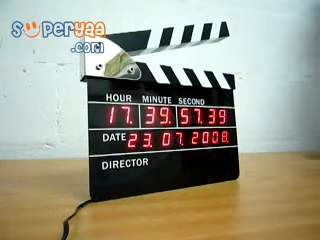 Superyaa
.com
HOUR MINUTE SECOND
17. 39. 57.39
DATE 23.07.2008
DIRECTOR